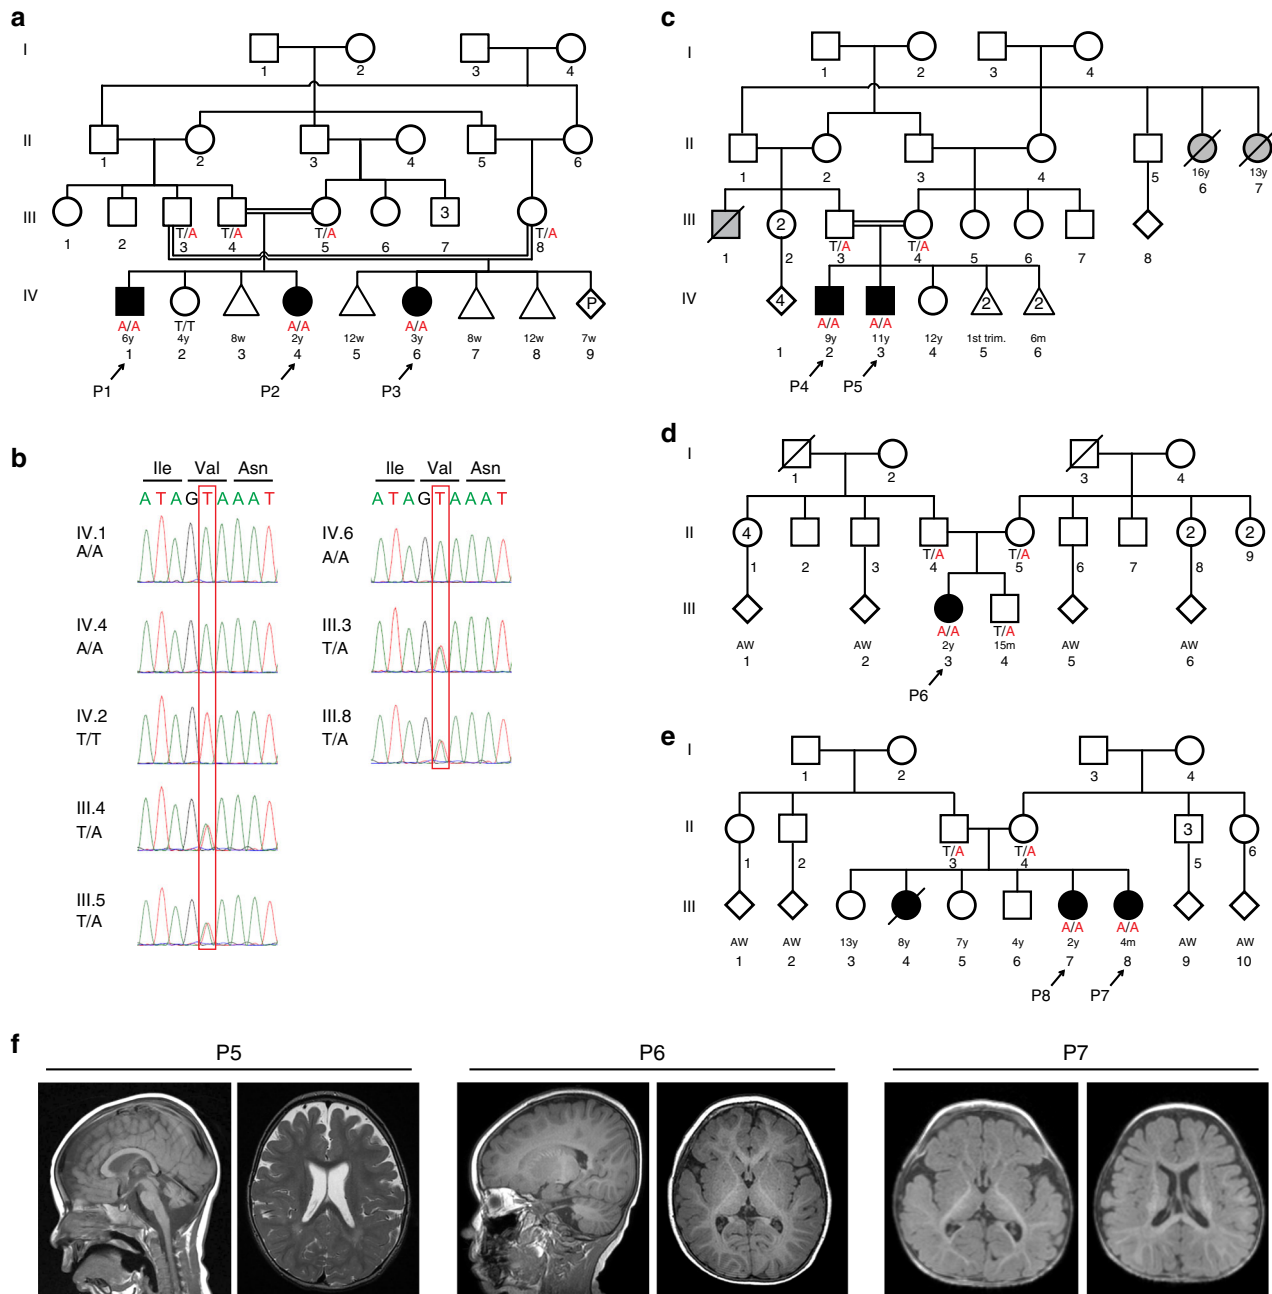 a
I
1
2
3
4
II
1
2
3
4
5
6
III
3
T/A
T/A
T/A
T/A
1
2
3
4
5
6
7
8
IV
P
A/A
T/T
A/A
A/A
6y
4y
8w
2y
12w
3y
8w
12w
7w
1
2
3
4
5
6
7
8
9
P1
P2
P3
b
Ile Val Asn
A T A G T A A A T
IV.1
A/A
IV.4
A/A
IV.2
T/T
III.4
T/A
III.5
T/A
Ile Val Asn
A T A G T A A A T
IV.6
A/A
III.3
T/A
III.8
T/A
c
I
1
2
3
4
II
1
2
3
4
5
16y
6
13y
7
III
2
T/A
T/A
1
2
3
4
5
6
7
8
IV
4
2
2
A/A
A/A
9y
11y
12y
1st trim.
6m
1
2
3
4
5
6
P4
P5
d
I
1
2
3
4
II
4
2
2
T/A
T/A
1
2
3
4
5
6
7
8
9
III
A/A
T/A
AW
AW
2y
15m
AW
AW
1
2
3
4
5
6
P6
e
I
1
2
3
4
II
3
T/A
T/A
1
2
3
4
5
6
III
A/A
A/A
AW
AW
13y
8y
7y
4y
2y
4m
AW
AW
1
2
3
4
5
6
7
8
9
10
P8
P7
f
P5
P6
P7